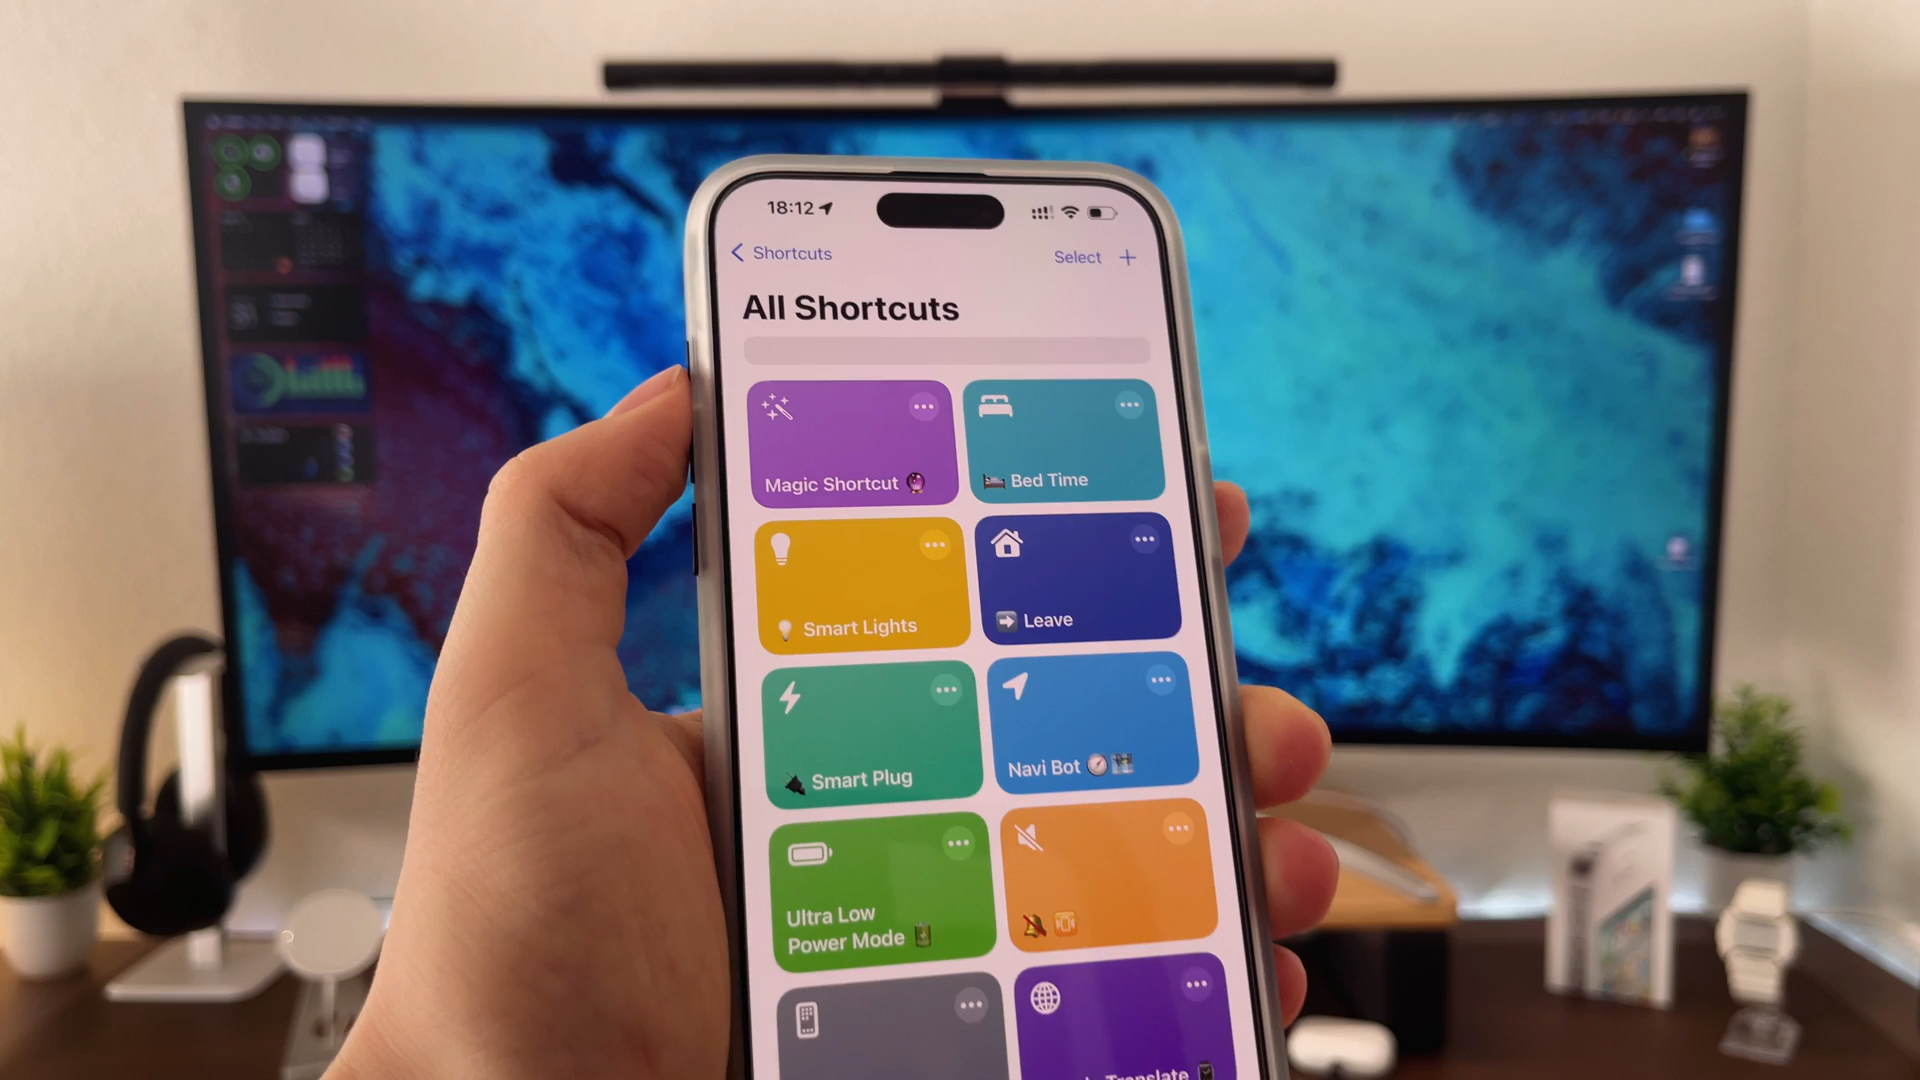 18:12
Shortcuts
Select +
All Shortcuts
Magic Shortcut 🔮
🛏️ Bed Time
💡 Smart Lights
➡️ Leave
🔌 Smart Plug
Navi Bot 🧭🗺️
Ultra Low
Power Mode 🔋
🔕 📳
Translate